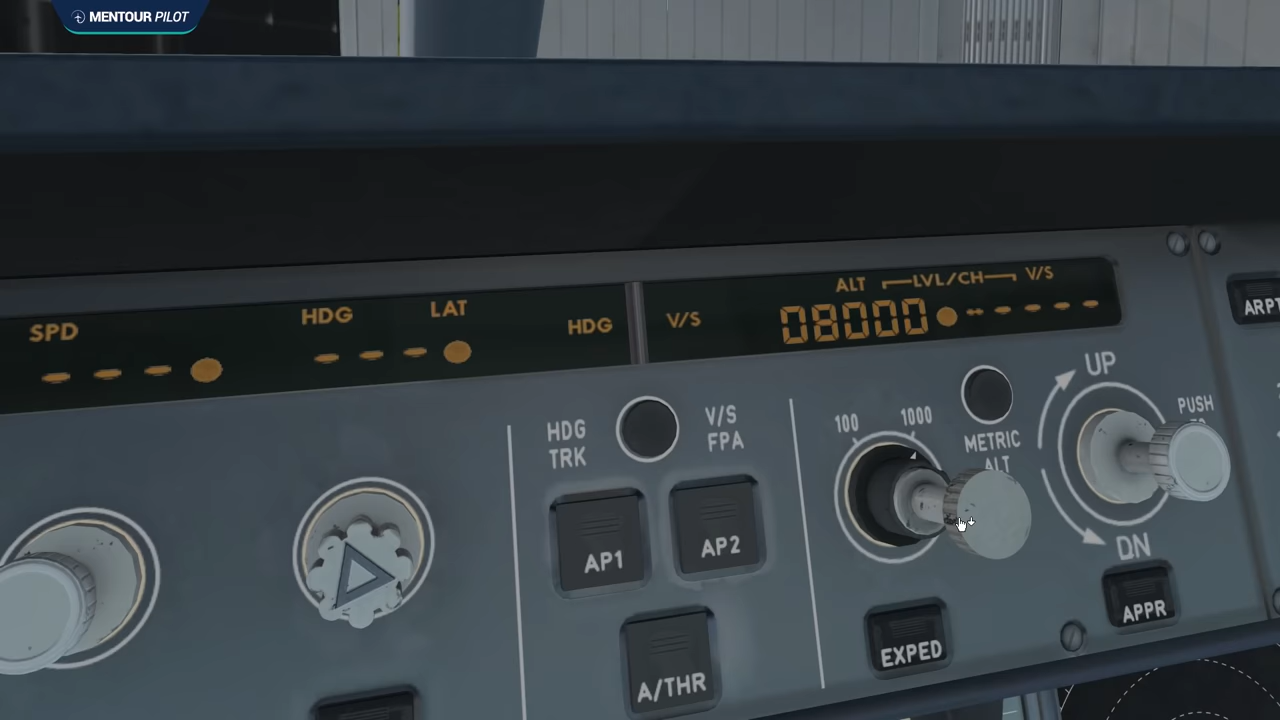 MENTOUR PILOT
SPD
HDG
LAT
HDG
V/S
ALT
LVL/CH
V/S
08000
HDG
TRK
V/S
FPA
AP1
AP2
A/THR
100
1000
METRIC
ALT
UP
DN
PUSH
EXPED
APPR